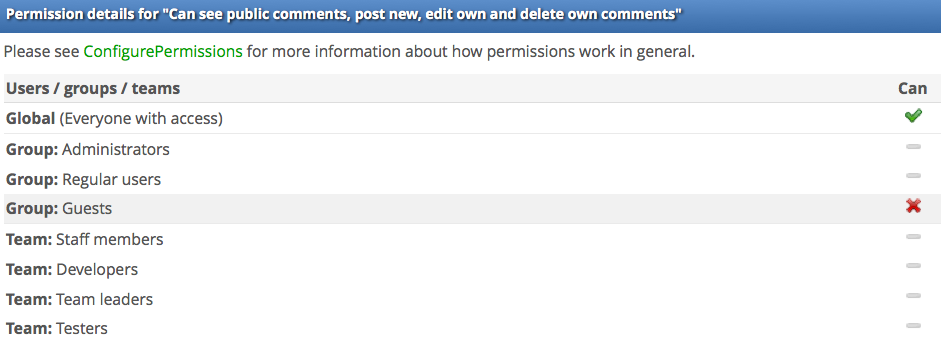 Permission details for "Can see public comments, post new, edit own and delete own comments"
Please see ConfigurePermissions for more information about how permissions work in general.
Users / groups / teams Can
Global (Everyone with access)
Group: Administrators
Group: Regular users
Group: Guests
Team: Staff members
Team: Developers
Team: Team leaders
Team: Testers